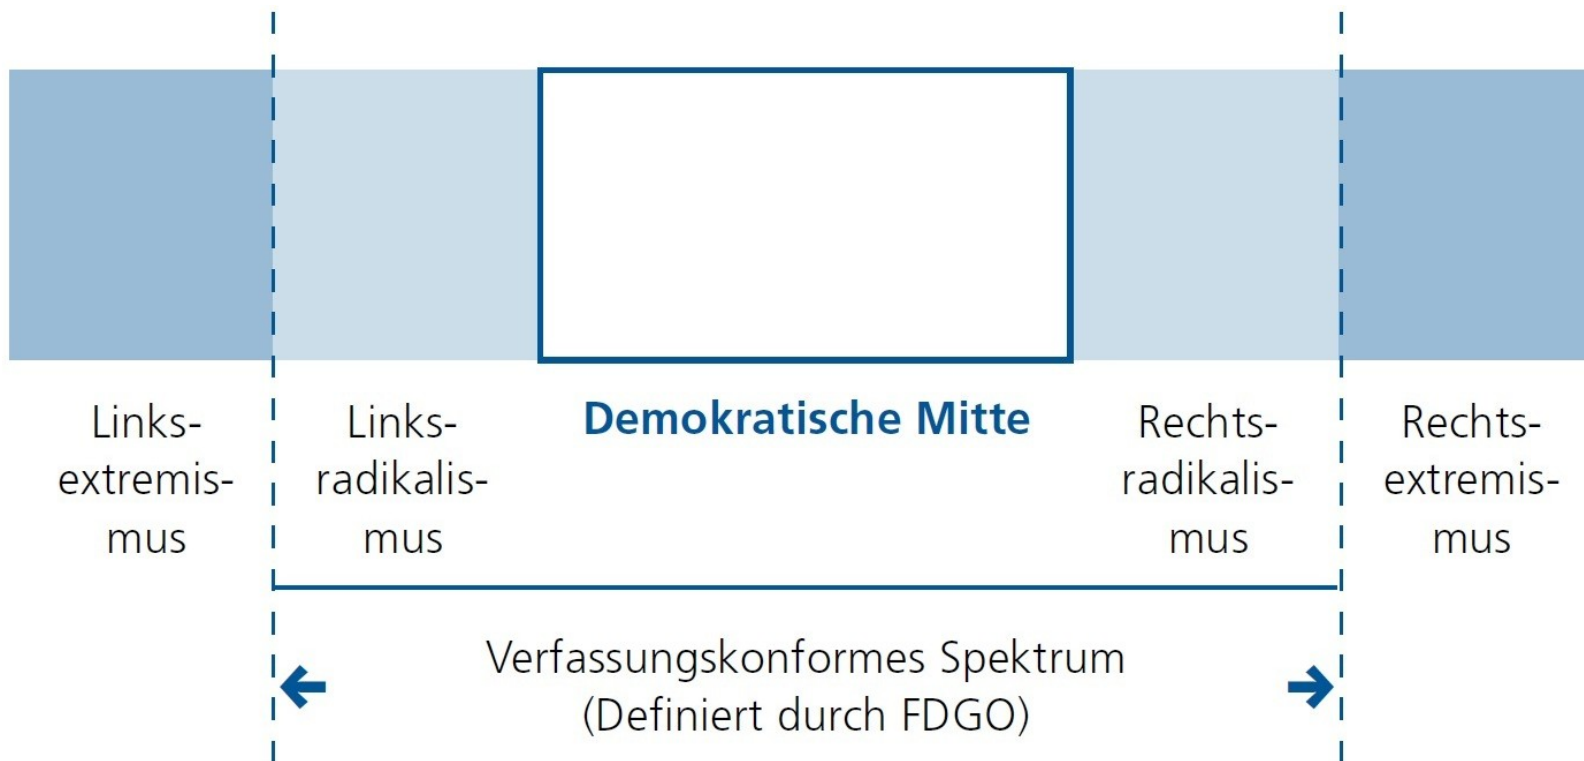 Links-
extremis-
mus
Links-
radikalis-
mus
Demokratische Mitte
Rechts-
radikalis-
mus
Rechts-
extremis-
mus
Verfassungskonformes Spektrum
(Definiert durch FDGO)